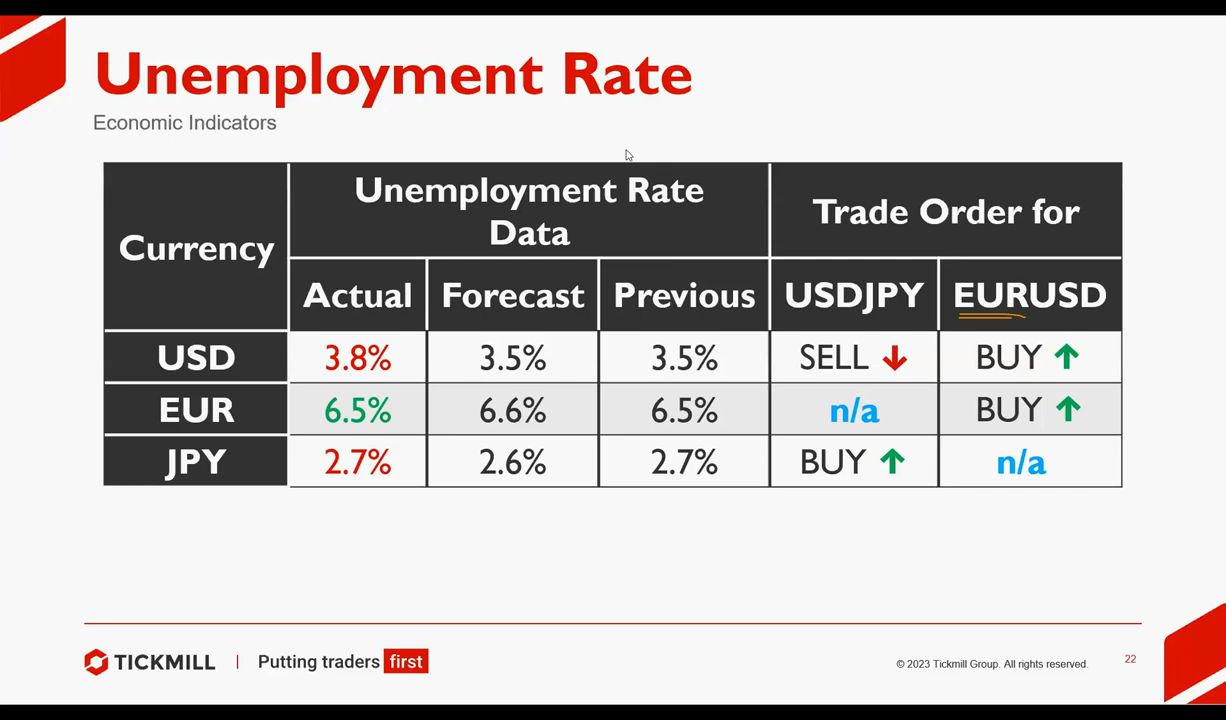 Unemployment Rate
Economic Indicators
Currency
Unemployment Rate
Data
Trade Order for
Actual Forecast Previous USDJPY EURUSD
USD 3.8% 3.5% 3.5% SELL ↓ BUY ↑
EUR 6.5% 6.6% 6.5% n/a BUY ↑
JPY 2.7% 2.6% 2.7% BUY ↑ n/a
TICKMILL | Putting traders first
© 2023 Tickmill Group. All rights reserved. 22